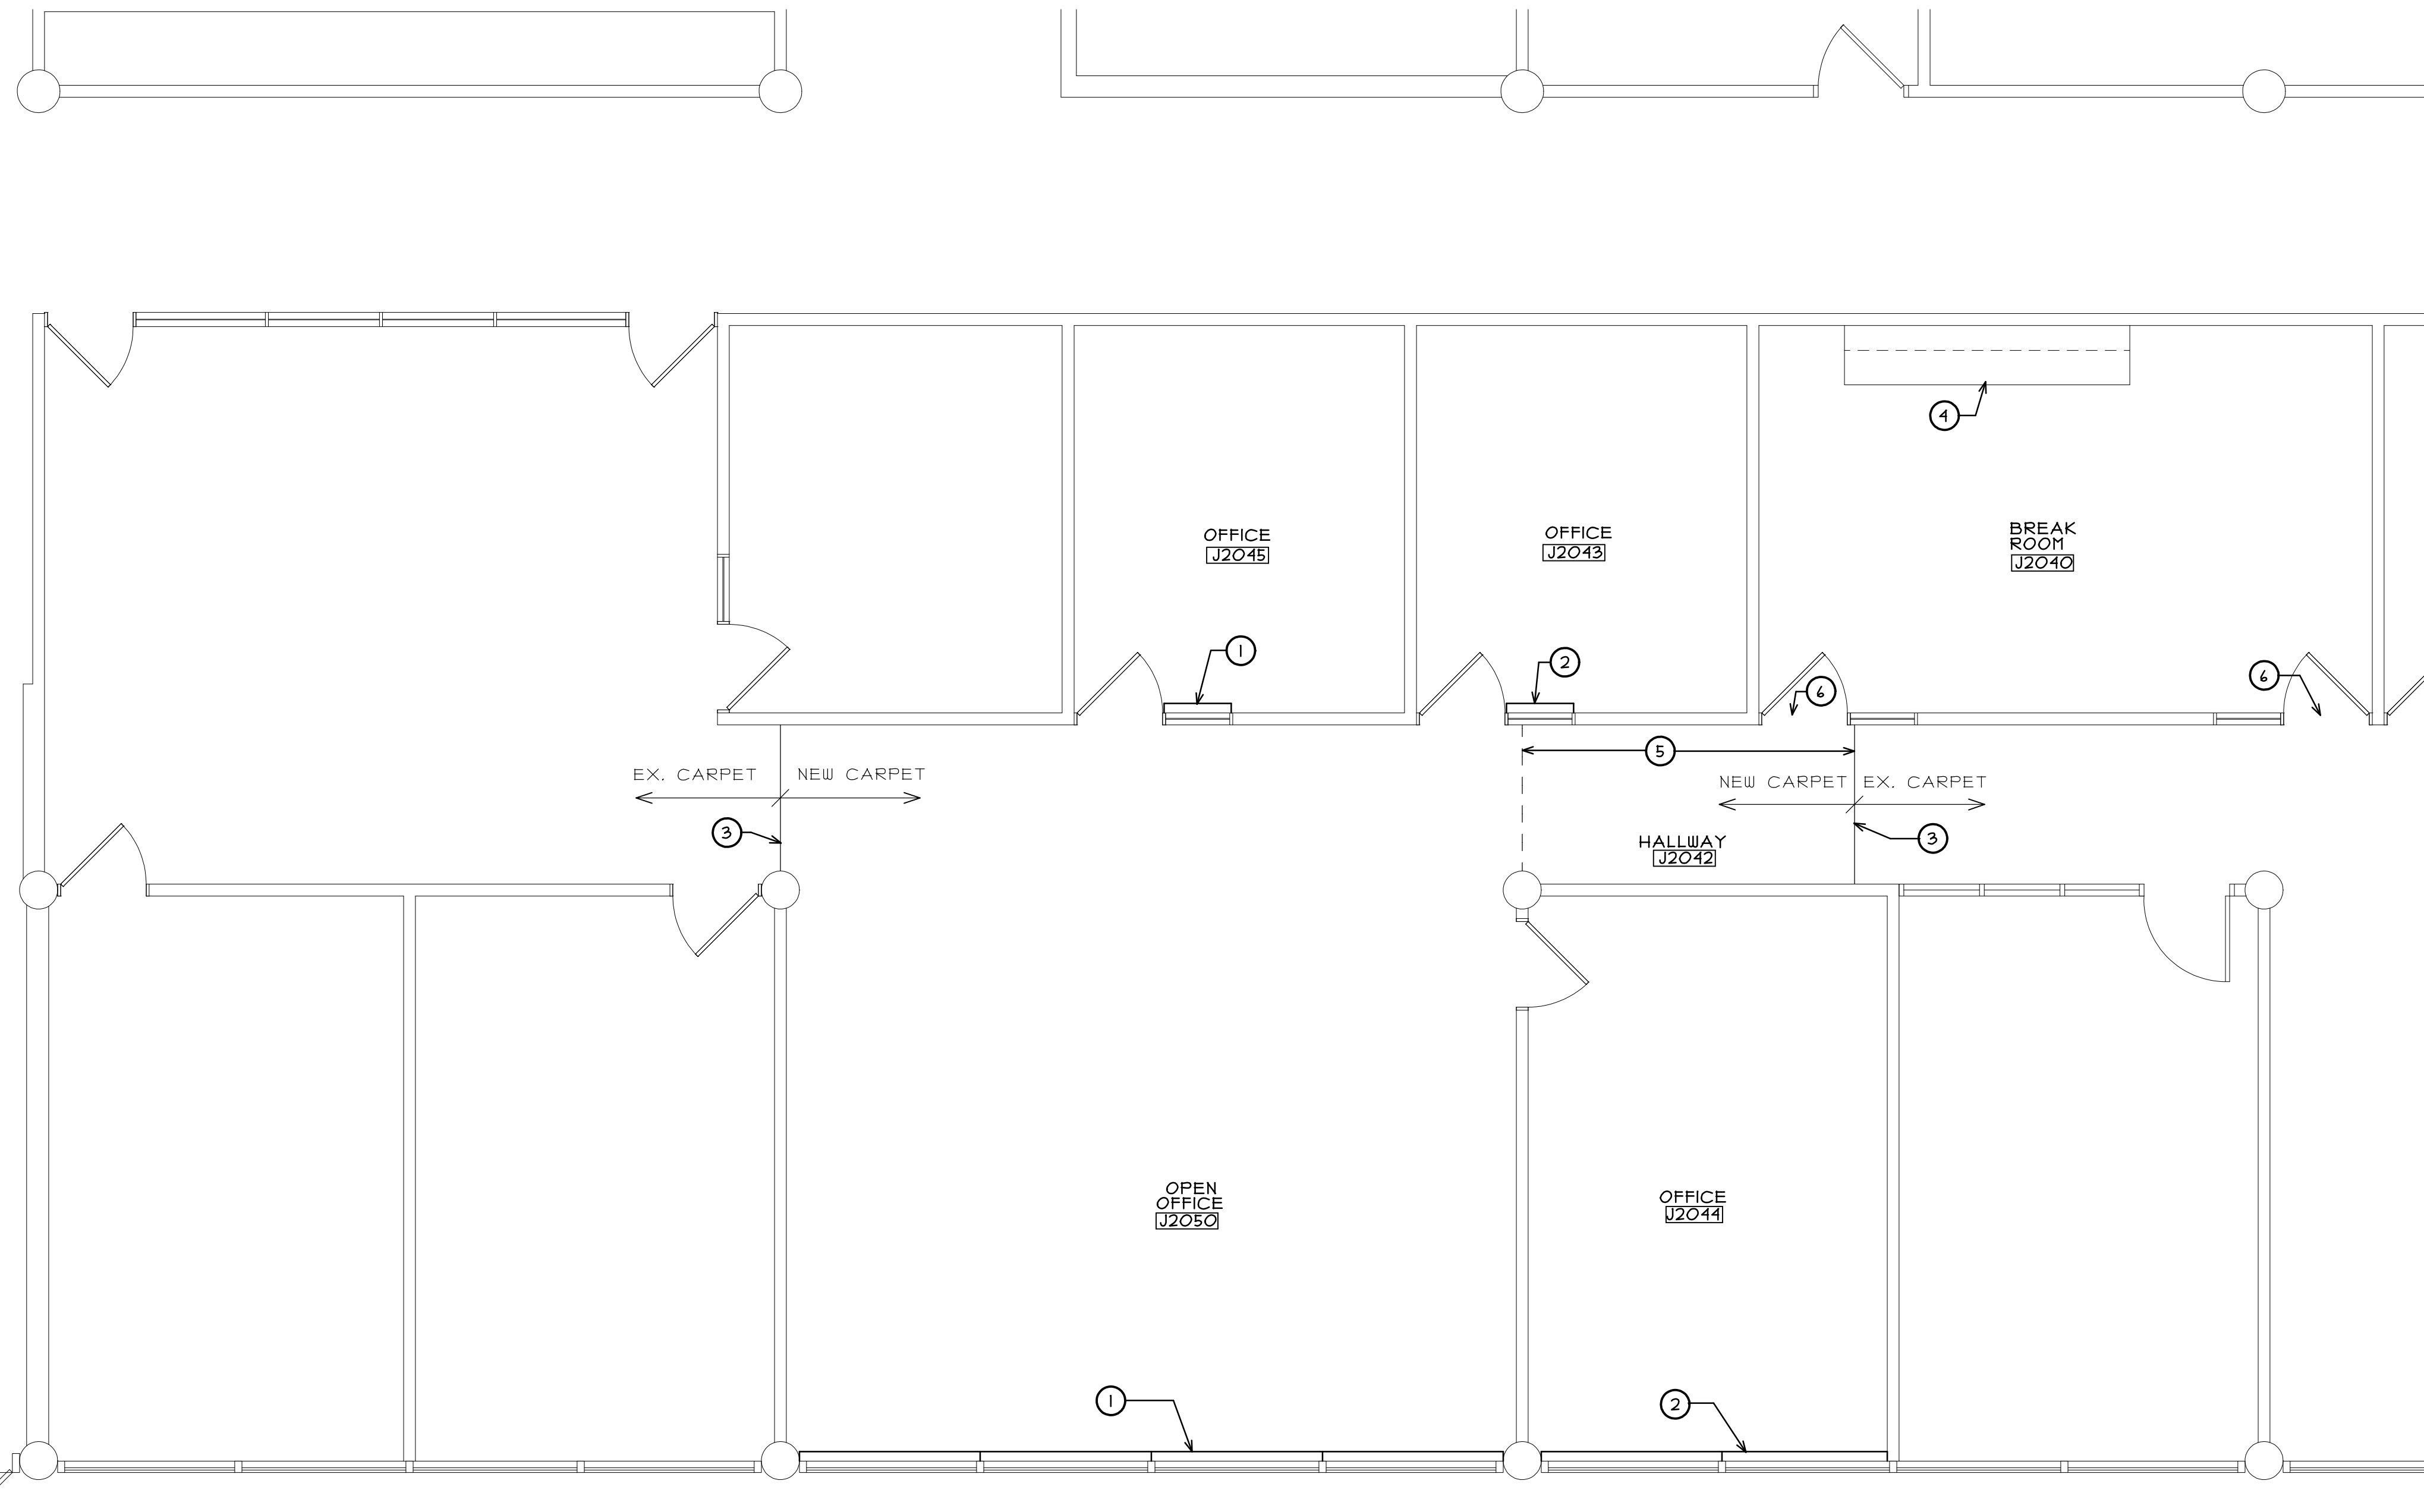 4
OFFICE
J2045
OFFICE
J2043
BREAK
ROOM
J2040
1
2
6
6
5
EX. CARPET
NEW CARPET
NEW CARPET
EX. CARPET
3
3
HALLWAY
J2042
OPEN
OFFICE
J2050
OFFICE
J2044
1
2